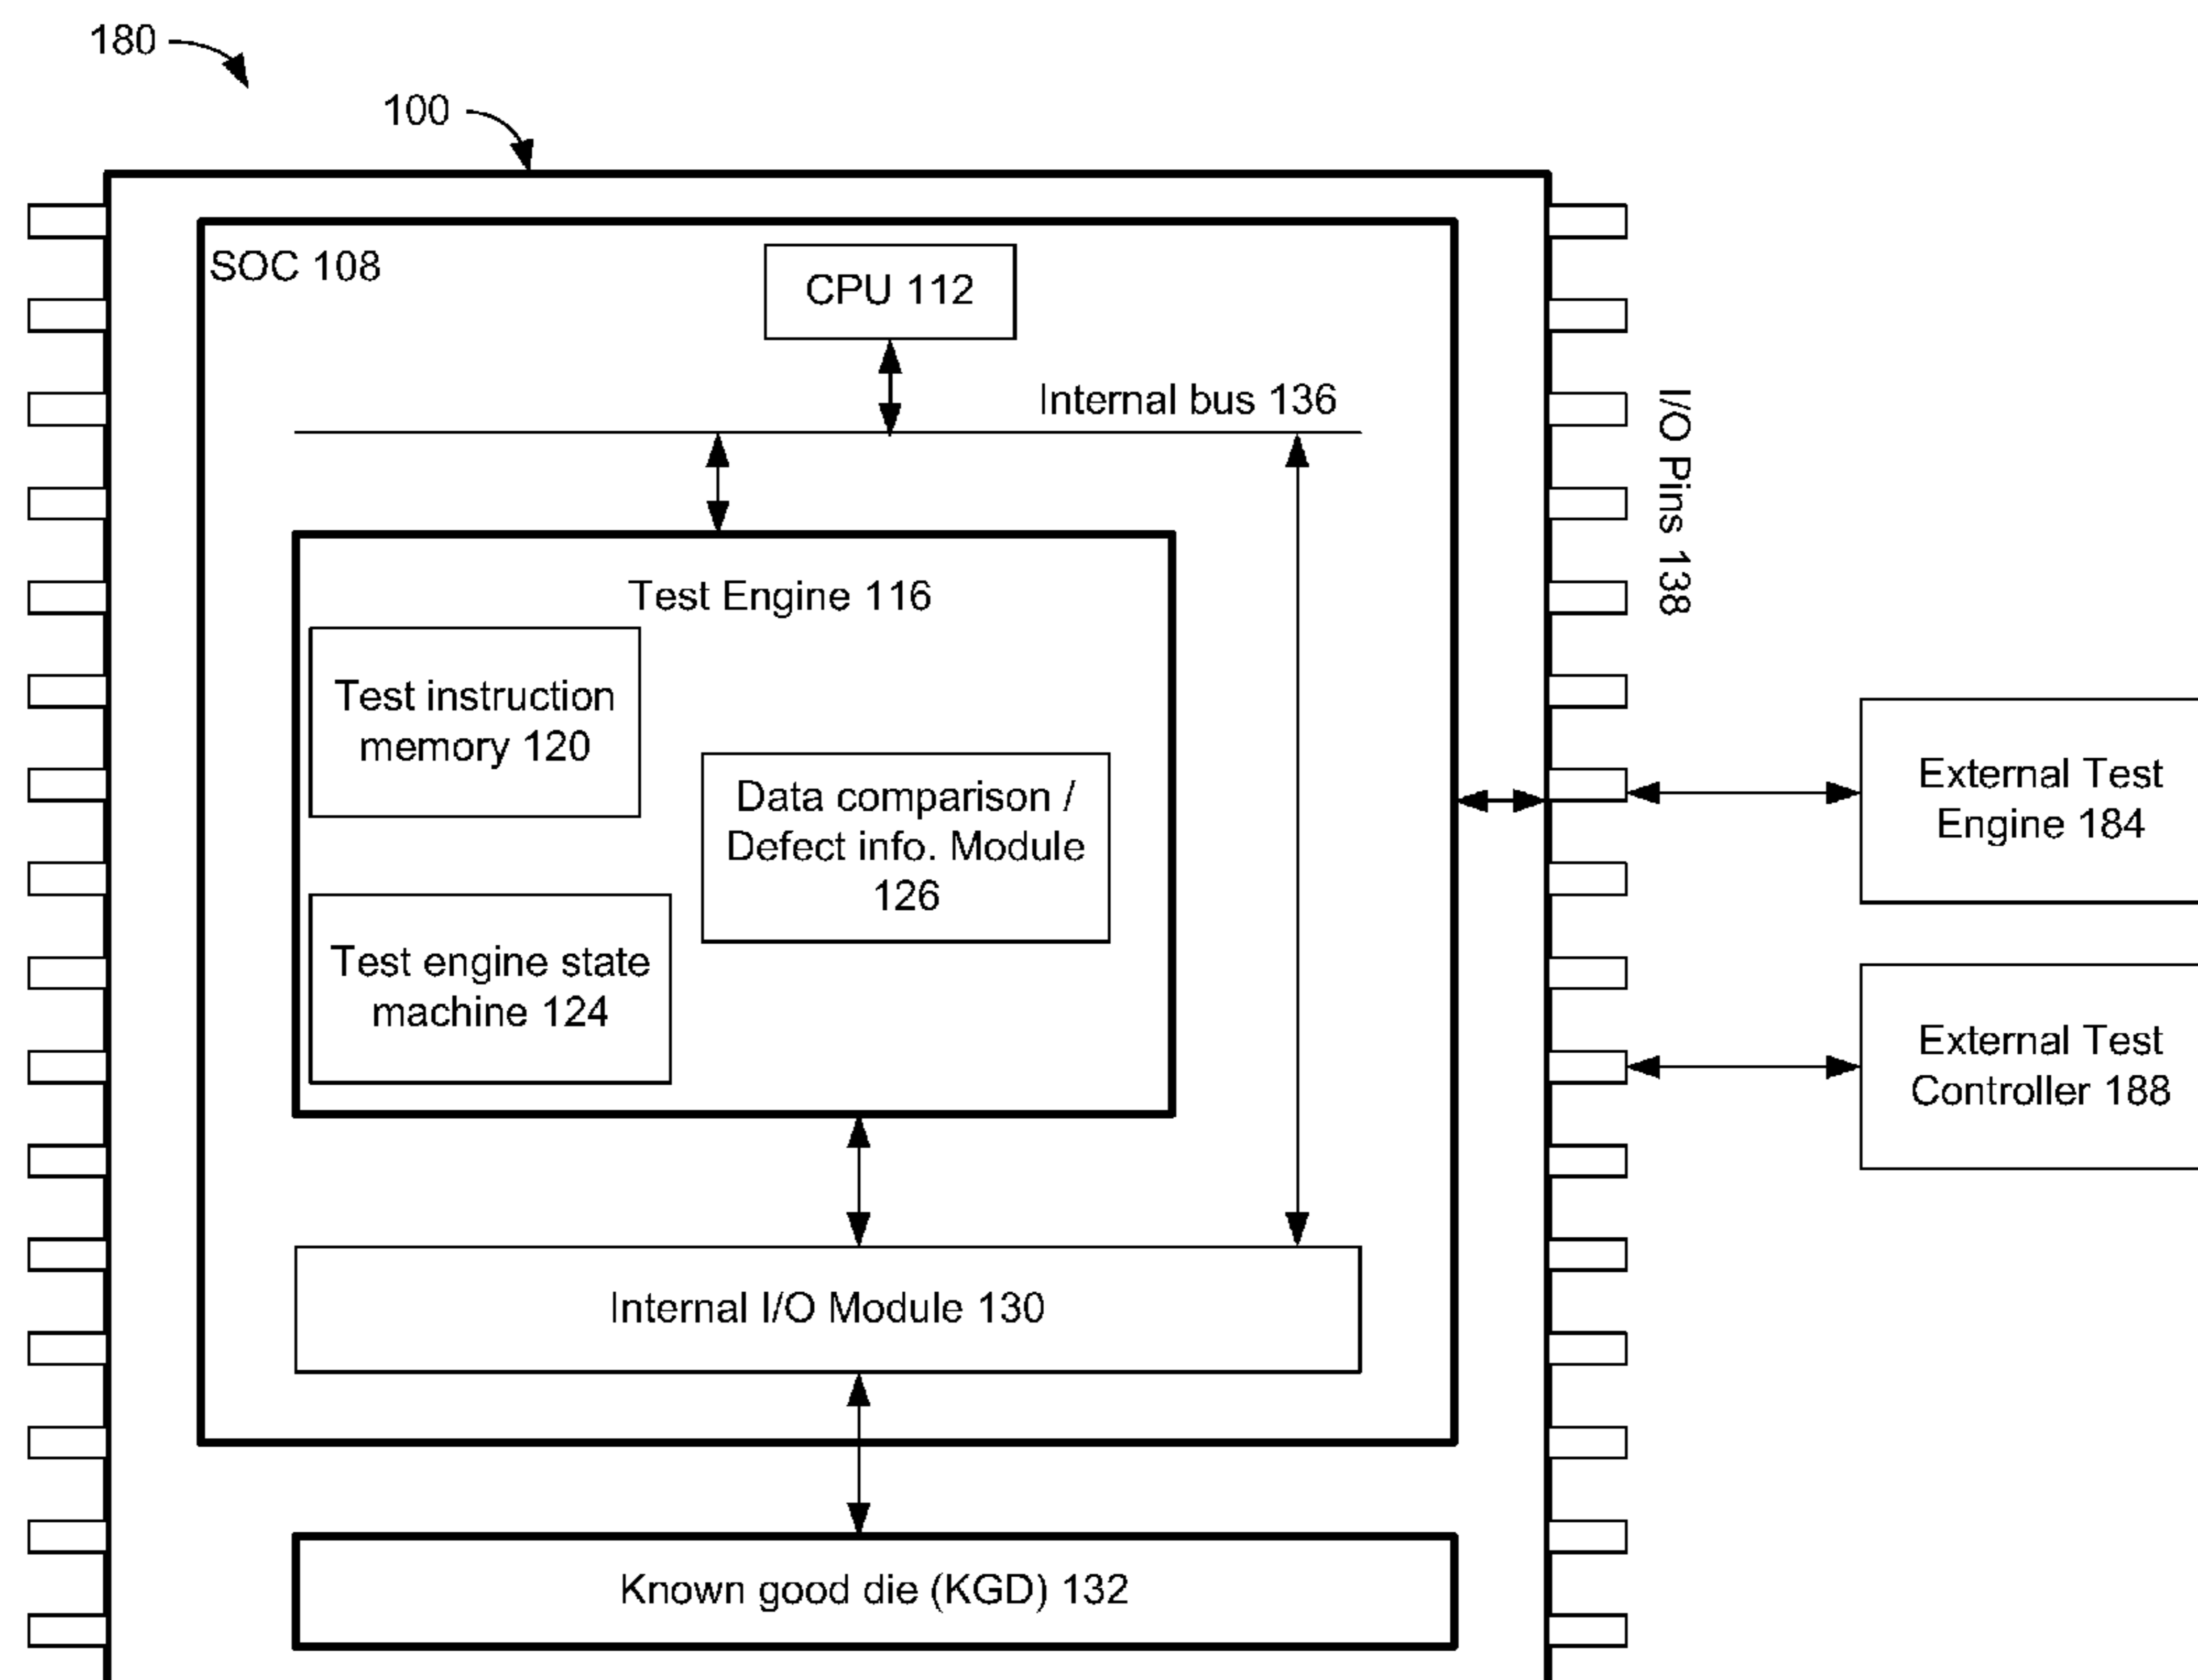 180
100
SOC 108
CPU 112
Internal bus 136
I/O Pins 138
Test Engine 116
Test instruction
memory 120
Data comparison /
Defect info. Module
126
Test engine state
machine 124
External Test
Engine 184
External Test
Controller 188
Internal I/O Module 130
Known good die (KGD) 132